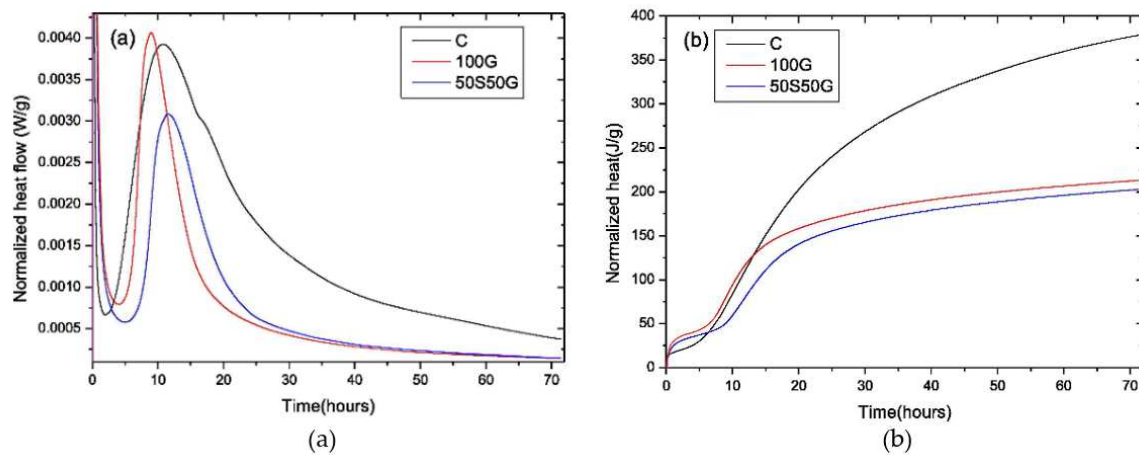 (a)
C
100G
50S50G
Normalized heat flow (W/g)
0.0040
0.0035
0.0030
0.0025
0.0020
0.0015
0.0010
0.0005
0 10 20 30 40 50 60 70
Time(hours)
(a)
(b)
C
100G
50S50G
Normalized heat(J/g)
400
350
300
250
200
150
100
50
0
0 10 20 30 40 50 60 70
Time(hours)
(b)